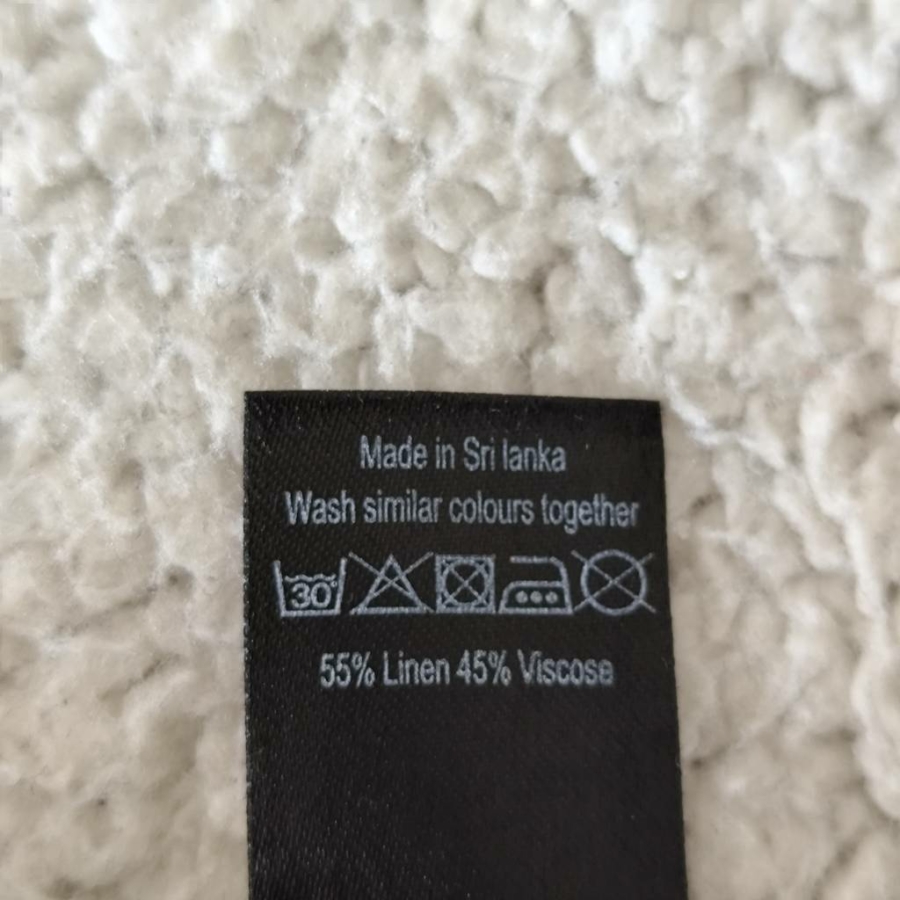 Made in Sri lanka
Wash similar colours together
30°
55% Linen 45% Viscose